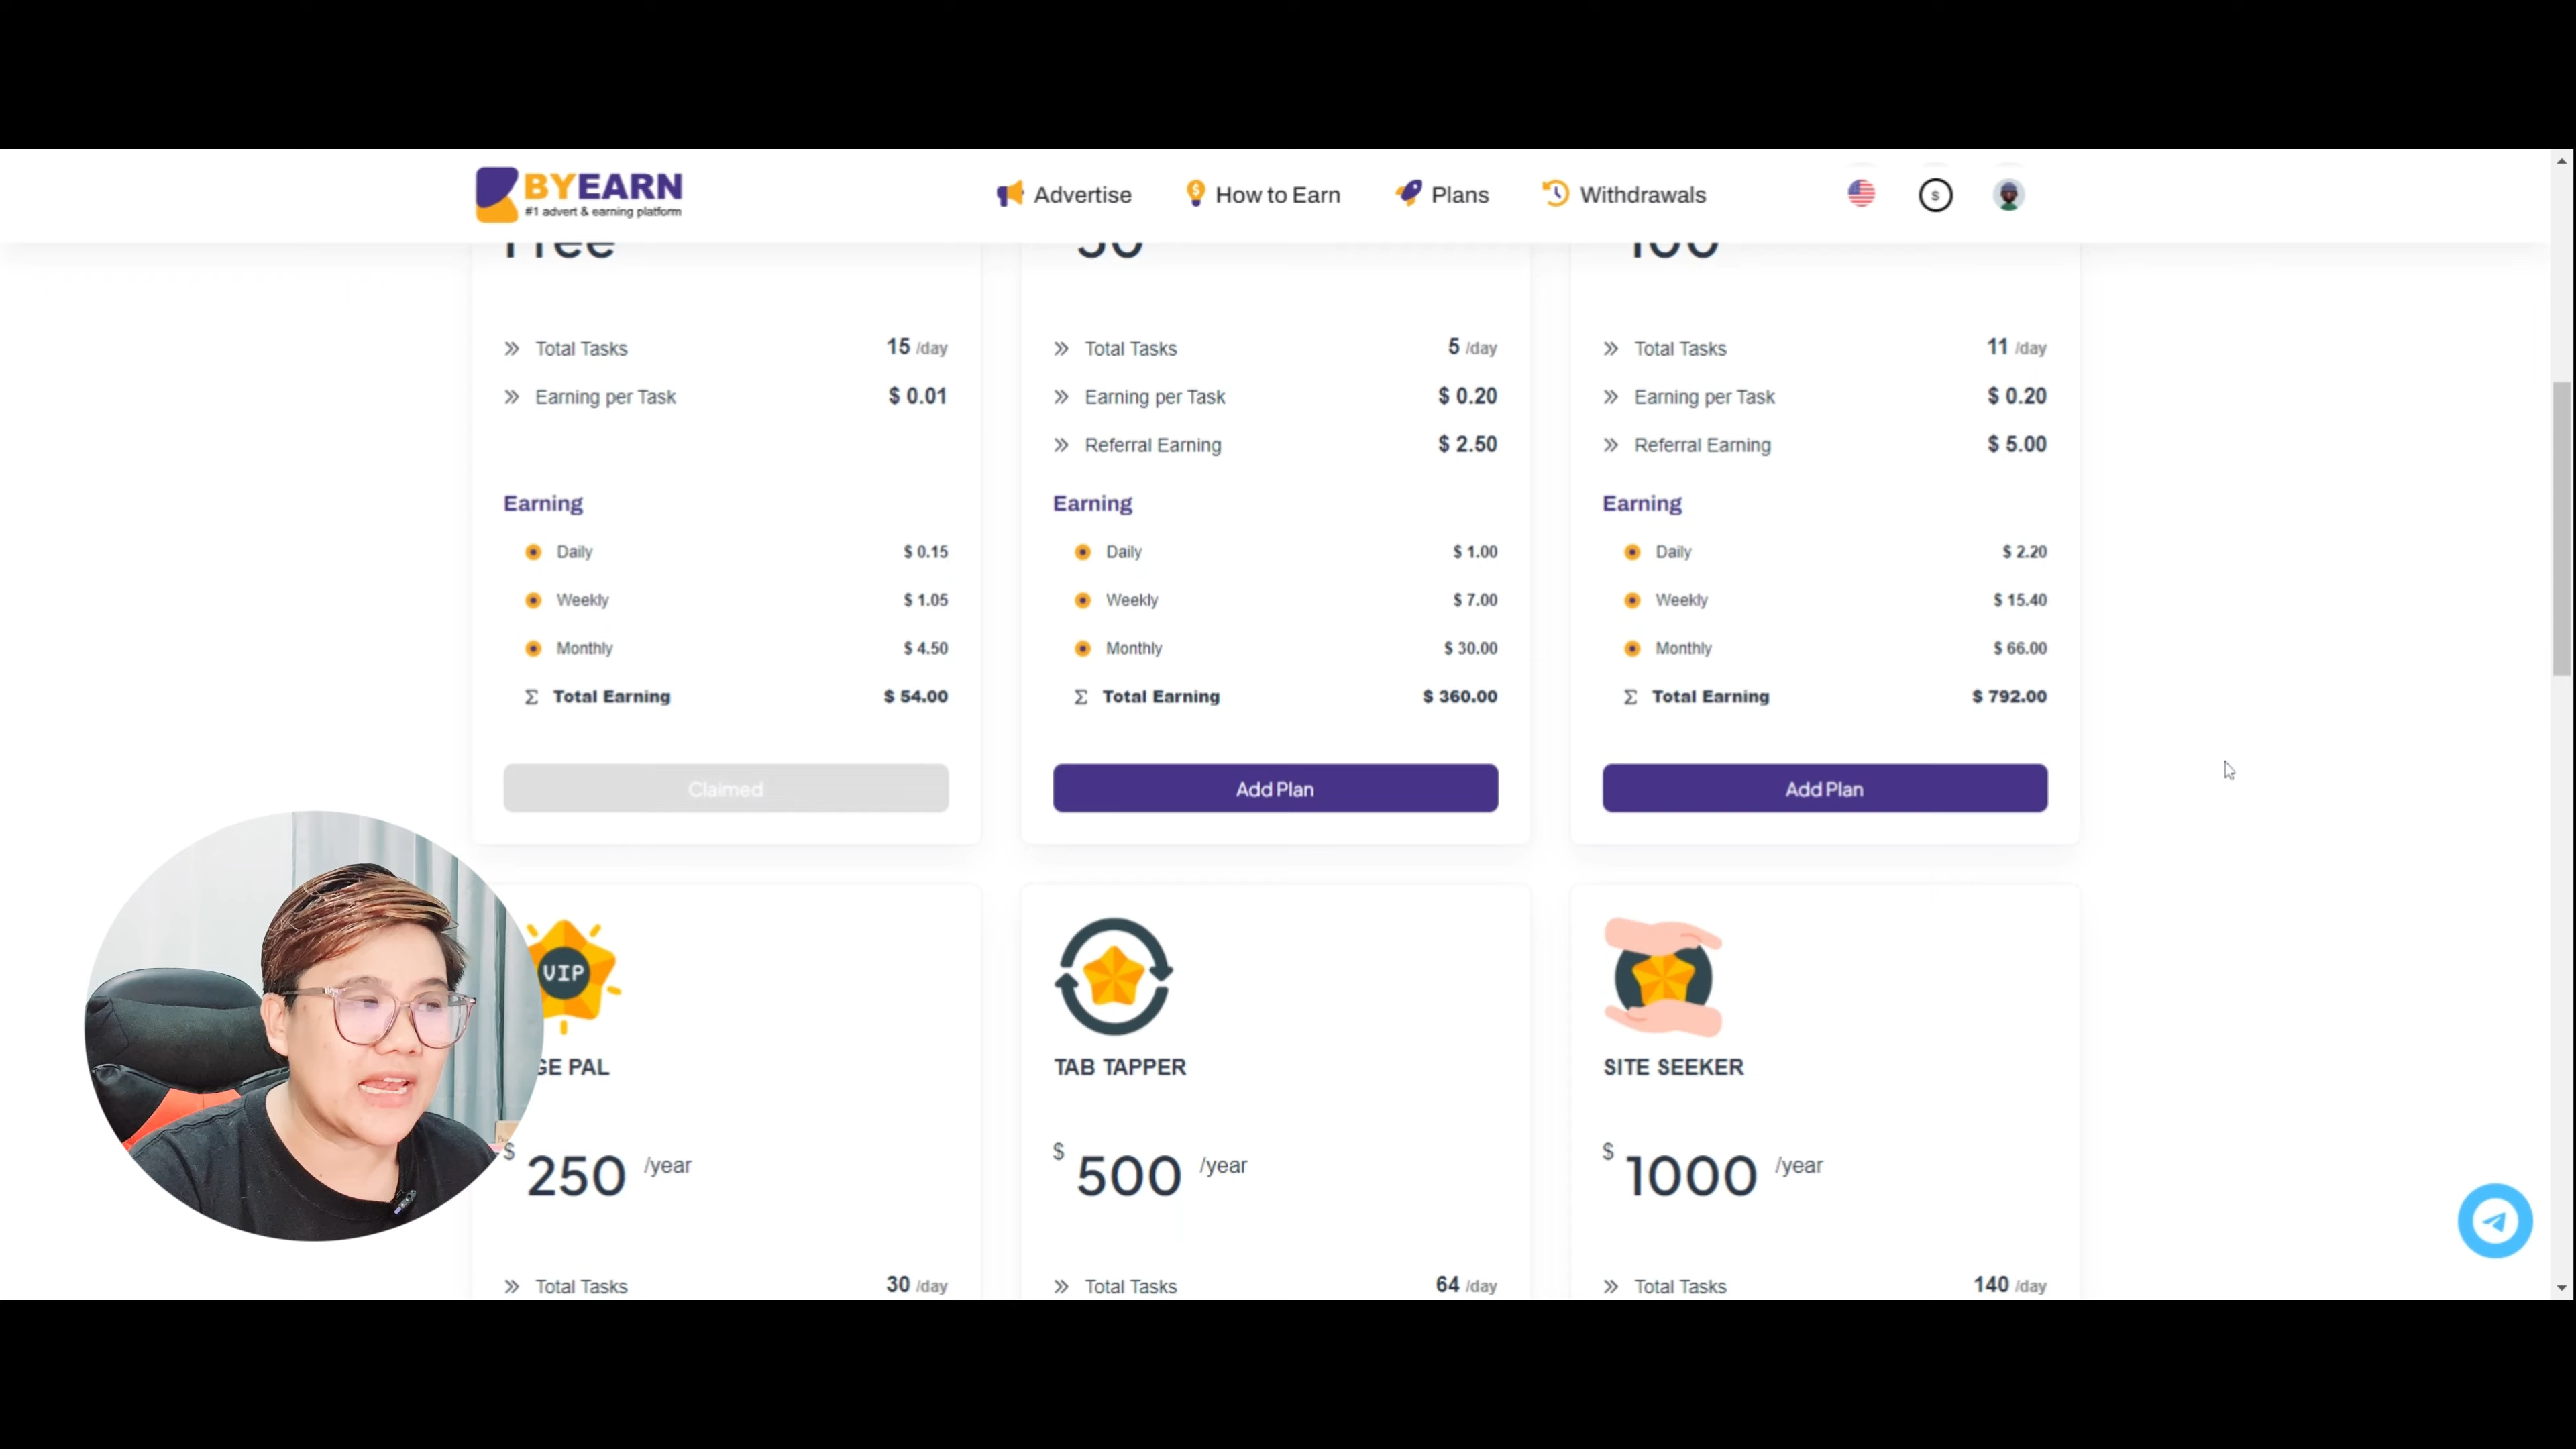 BYEARN
#1 advert & earning platform
Advertise
How to Earn
Plans
Withdrawals
$
Free
50
100
Total Tasks 15 /day
Earning per Task $ 0.01
Earning
Daily $ 0.15
Weekly $ 1.05
Monthly $ 4.50
Σ Total Earning $ 54.00
Claimed
Total Tasks 5 /day
Earning per Task $ 0.20
Referral Earning $ 2.50
Earning
Daily $ 1.00
Weekly $ 7.00
Monthly $ 30.00
Σ Total Earning $ 360.00
Add Plan
Total Tasks 11 /day
Earning per Task $ 0.20
Referral Earning $ 5.00
Earning
Daily $ 2.20
Weekly $ 15.40
Monthly $ 66.00
Σ Total Earning $ 792.00
Add Plan
VIP
GE PAL
$ 250 /year
Total Tasks 30 /day
TAB TAPPER
$ 500 /year
Total Tasks 64 /day
SITE SEEKER
$ 1000 /year
Total Tasks 140 /day